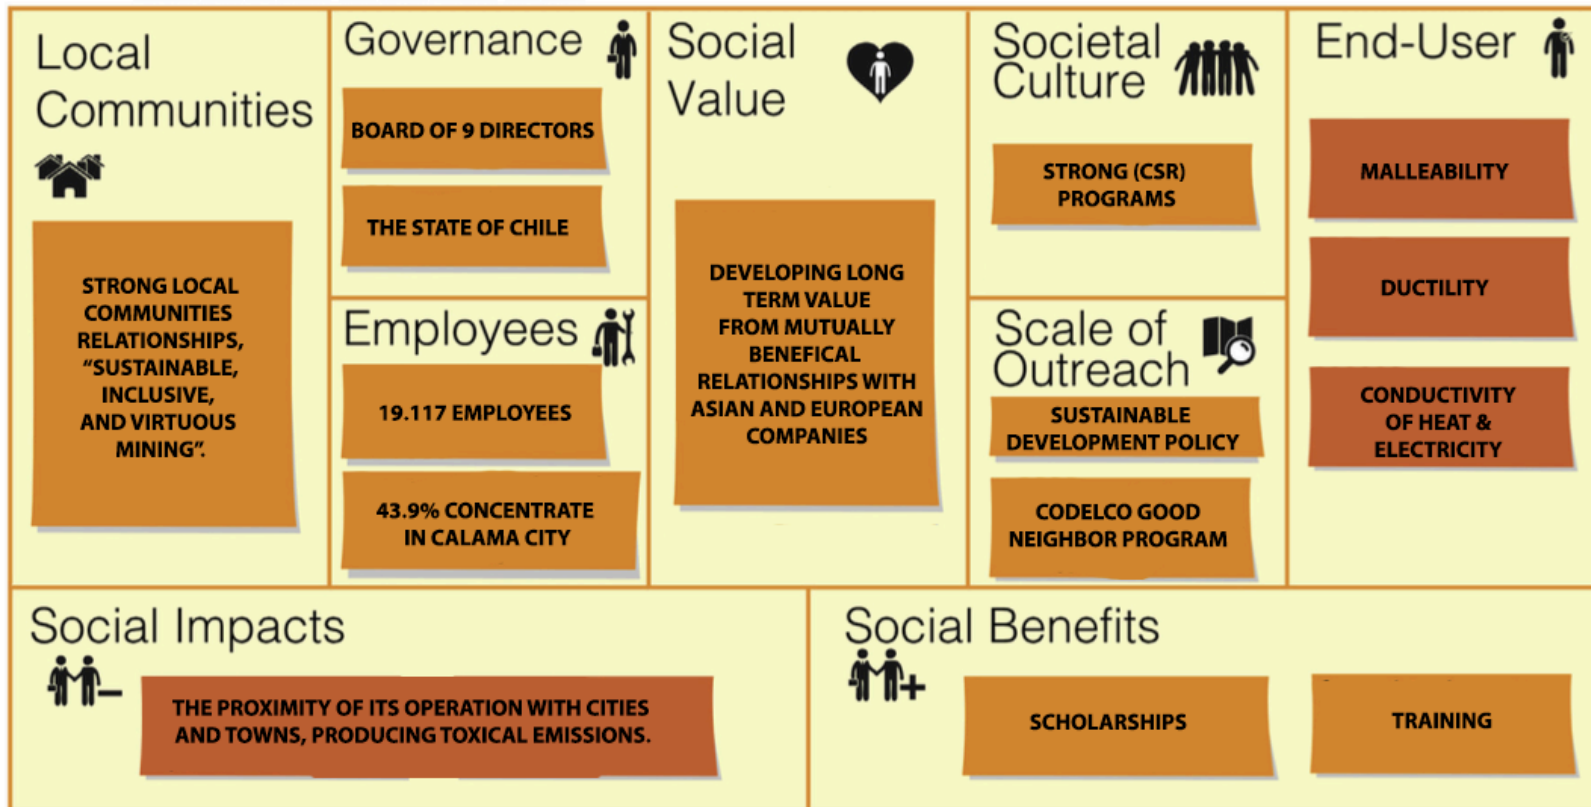 Local
Communities
STRONG LOCAL
COMMUNITIES
RELATIONSHIPS,
“SUSTAINABLE,
INCLUSIVE,
AND VIRTUOUS
MINING”.
Governance
BOARD OF 9 DIRECTORS
THE STATE OF CHILE
Employees
19.117 EMPLOYEES
43.9% CONCENTRATE
IN CALAMA CITY
Social
Value
DEVELOPING LONG
TERM VALUE
FROM MUTUALLY
BENEFICAL
RELATIONSHIPS WITH
ASIAN AND EUROPEAN
COMPANIES
Societal
Culture
STRONG (CSR)
PROGRAMS
Scale of
Outreach
SUSTAINABLE
DEVELOPMENT POLICY
CODELCO GOOD
NEIGHBOR PROGRAM
End-User
MALLEABILITY
DUCTILITY
CONDUCTIVITY
OF HEAT &
ELECTRICITY
Social Impacts
THE PROXIMITY OF ITS OPERATION WITH CITIES
AND TOWNS, PRODUCING TOXICAL EMISSIONS.
Social Benefits
SCHOLARSHIPS
TRAINING